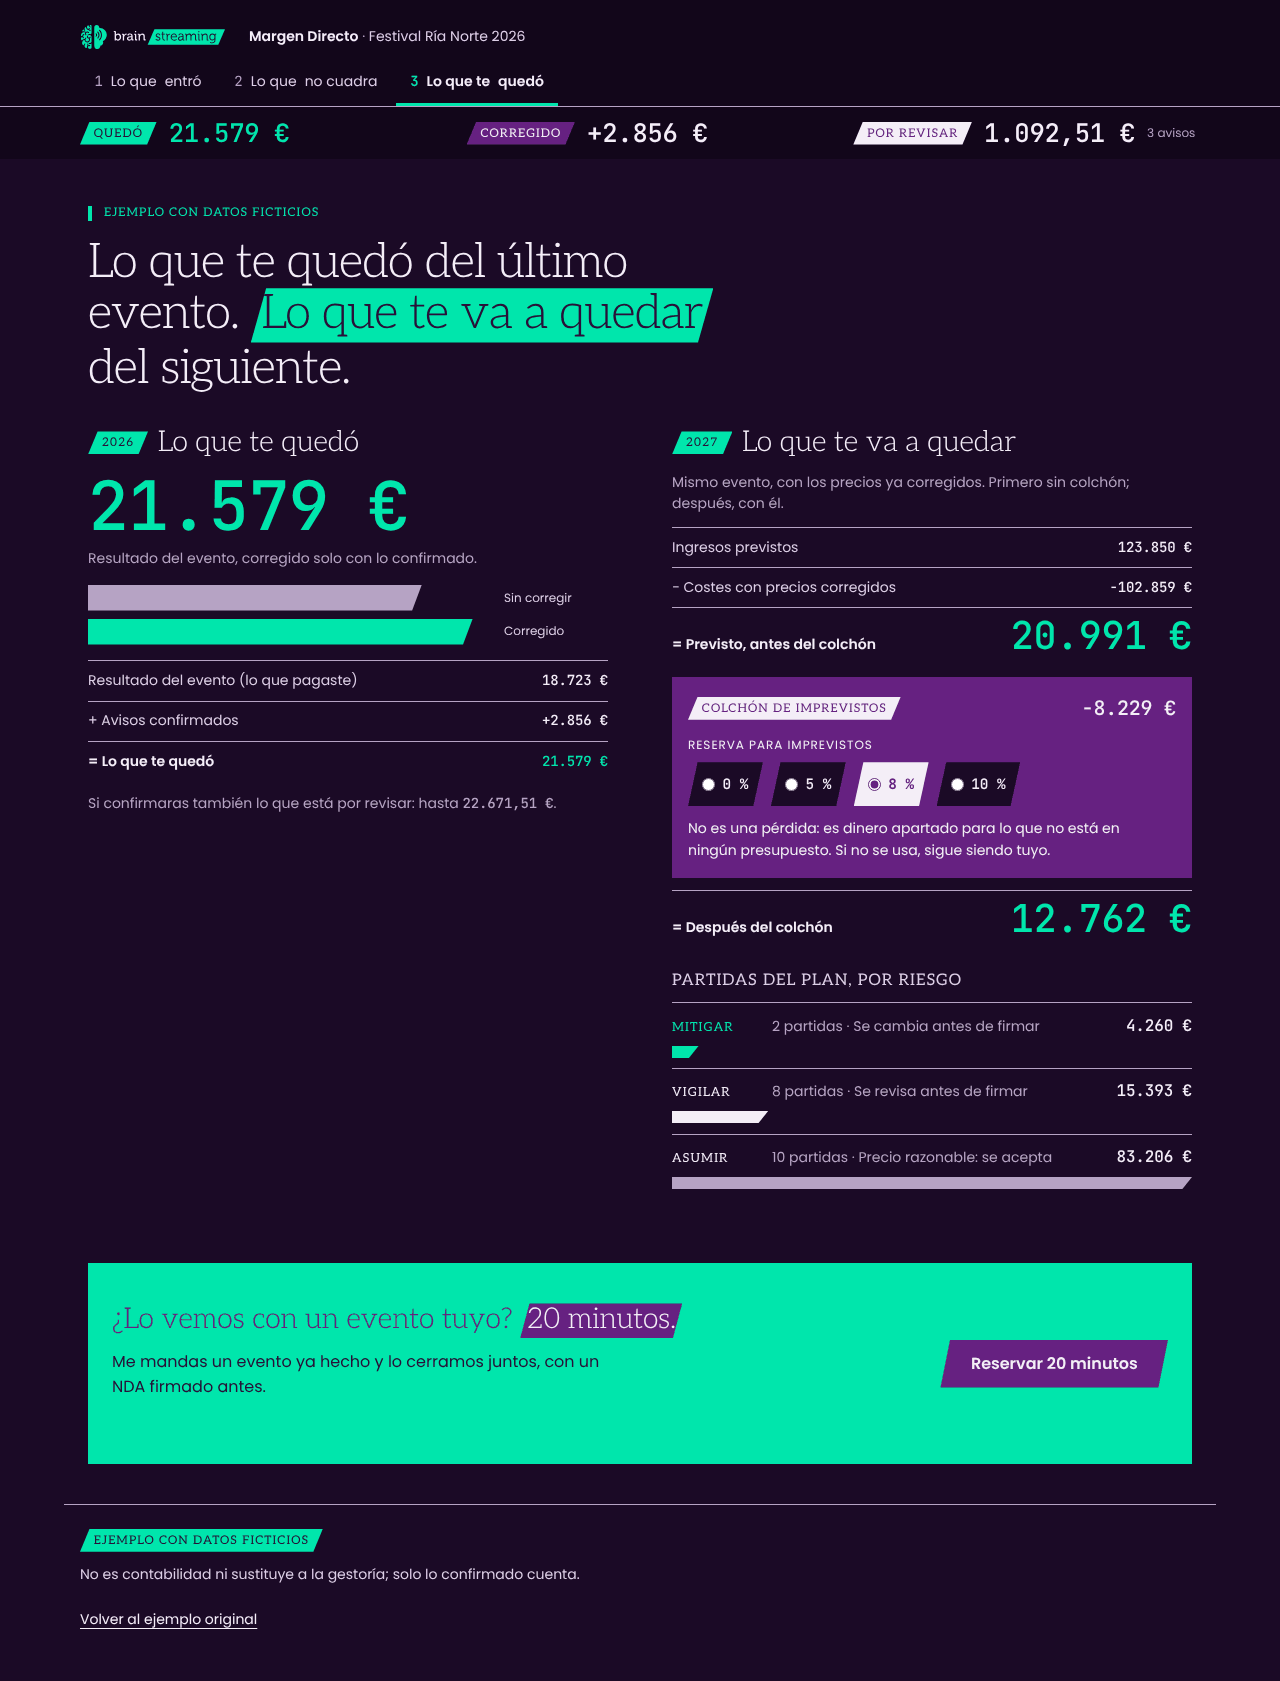 brain streaming Margen Directo · Festival Ría Norte 2026
1 Lo que entró 2 Lo que no cuadra 3 Lo que te quedó
QUEDÓ 21.579 € CORREGIDO +2.856 € POR REVISAR 1.092,51 € 3 avisos
EJEMPLO CON DATOS FICTICIOS
Lo que te quedó del último
evento. Lo que te va a quedar
del siguiente.
2026 Lo que te quedó
21.579 €
Resultado del evento, corregido solo con lo confirmado.
Sin corregir
Corregido
Resultado del evento (lo que pagaste) 18.723 €
+ Avisos confirmados +2.856 €
= Lo que te quedó 21.579 €
Si confirmaras también lo que está por revisar: hasta 22.671,51 €.
2027 Lo que te va a quedar
Mismo evento, con los precios ya corregidos. Primero sin colchón;
después, con él.
Ingresos previstos 123.850 €
- Costes con precios corregidos -102.859 €
= Previsto, antes del colchón 20.991 €
COLCHÓN DE IMPREVISTOS -8.229 €
RESERVA PARA IMPREVISTOS
0 % 5 % 8 % 10 %
No es una pérdida: es dinero apartado para lo que no está en
ningún presupuesto. Si no se usa, sigue siendo tuyo.
= Después del colchón 12.762 €
PARTIDAS DEL PLAN, POR RIESGO
MITIGAR 2 partidas · Se cambia antes de firmar 4.260 €
VIGILAR 8 partidas · Se revisa antes de firmar 15.393 €
ASUMIR 10 partidas · Precio razonable: se acepta 83.206 €
¿Lo vemos con un evento tuyo? 20 minutos.
Me mandas un evento ya hecho y lo cerramos juntos, con un
NDA firmado antes.
Reservar 20 minutos
EJEMPLO CON DATOS FICTICIOS
No es contabilidad ni sustituye a la gestoría; solo lo confirmado cuenta.
Volver al ejemplo original